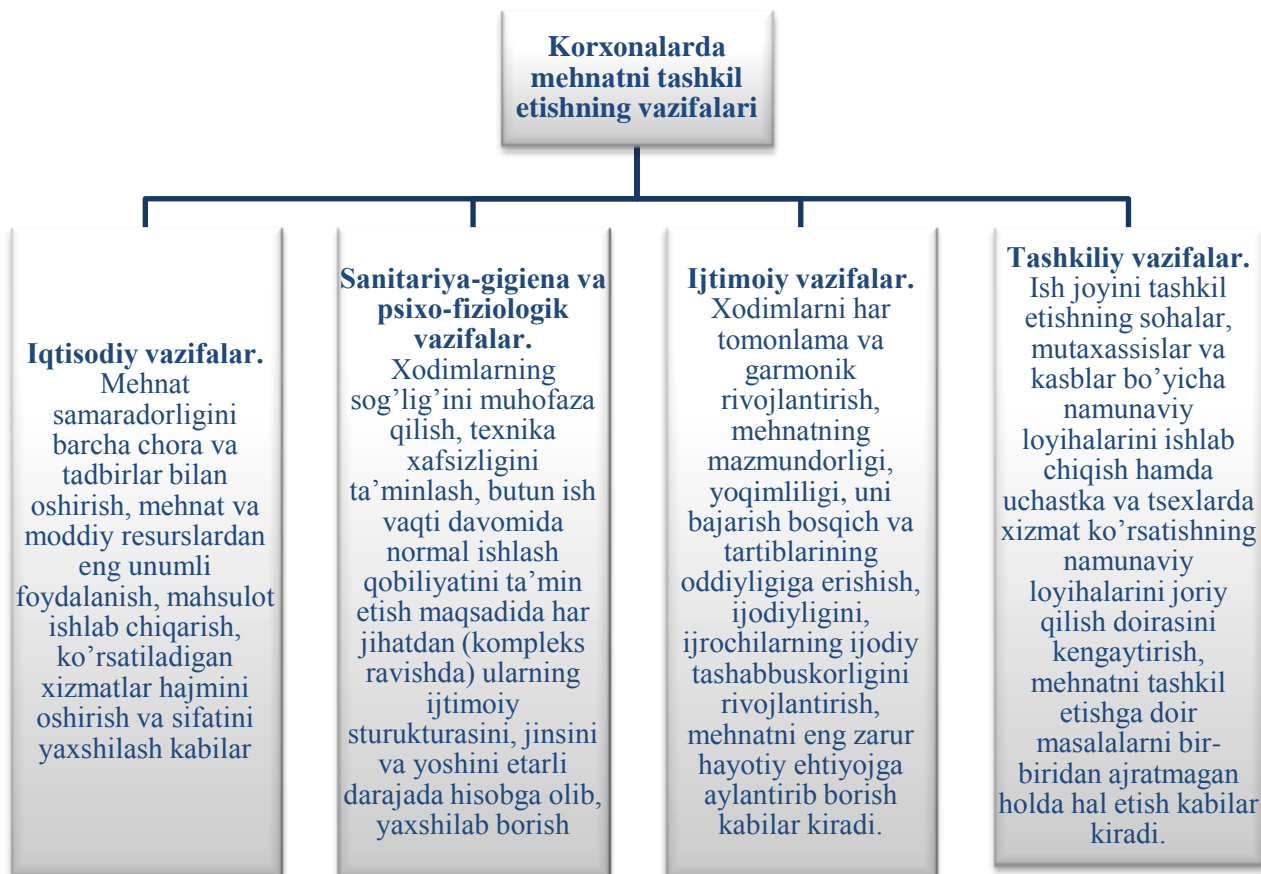 Korxonalarda
mehnatni tashkil
etishning vazifalari
Iqtisodiy vazifalar.
Mehnat
samaradorligini
barcha chora va
tadbirlar bilan
oshirish, mehnat va
moddiy resurslardan
eng unumli
foydalanish, mahsulot
ishlab chiqarish,
ko’rsatiladigan
xizmatlar hajmini
oshirish va sifatini
yaxshilash kabilar
Sanitariya-gigiena va
psixo-fiziologik
vazifalar.
Xodimlarning
sog’lig’ini muhofaza
qilish, texnika
xafsizligini
ta’minlash, butun ish
vaqti davomida
normal ishlash
qobiliyatini ta’min
etish maqsadida har
jihatdan (kompleks
ravishda) ularning
ijtimoiy
sturukturasini, jinsini
va yoshini etarli
darajada hisobga olib,
yaxshilab borish
Ijtimoiy vazifalar.
Xodimlarni har
tomonlama va
garmonik
rivojlantirish,
mehnatning
mazmundorligi,
yoqimliligi, uni
bajarish bosqich va
tartiblarining
oddiyligiga erishish,
ijodiyligini,
ijrochilarning ijodiy
tashabbuskorligini
rivojlantirish,
mehnatni eng zarur
hayotiy ehtiyojga
aylantirib borish
kabilar kiradi.
Tashkiliy vazifalar.
Ish joyini tashkil
etishning sohalar,
mutaxassislar va
kasblar bo’yicha
namunaviy
loyihalarini ishlab
chiqish hamda
uchastka va tsexlarda
xizmat ko’rsatishning
namunaviy
loyihalarini joriy
qilish doirasini
kengaytirish,
mehnatni tashkil
etishga doir
masalalarni bir-
biridan ajratmagan
holda hal etish kabilar
kiradi.